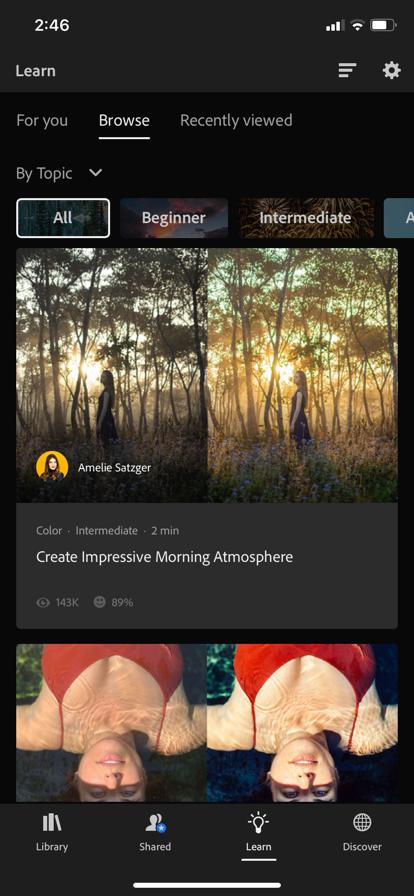 2:46
Learn
For you Browse Recently viewed
By Topic
All Beginner Intermediate A
Amelie Satzger
Color · Intermediate · 2 min
Create Impressive Morning Atmosphere
143K 89%
Library Shared Learn Discover